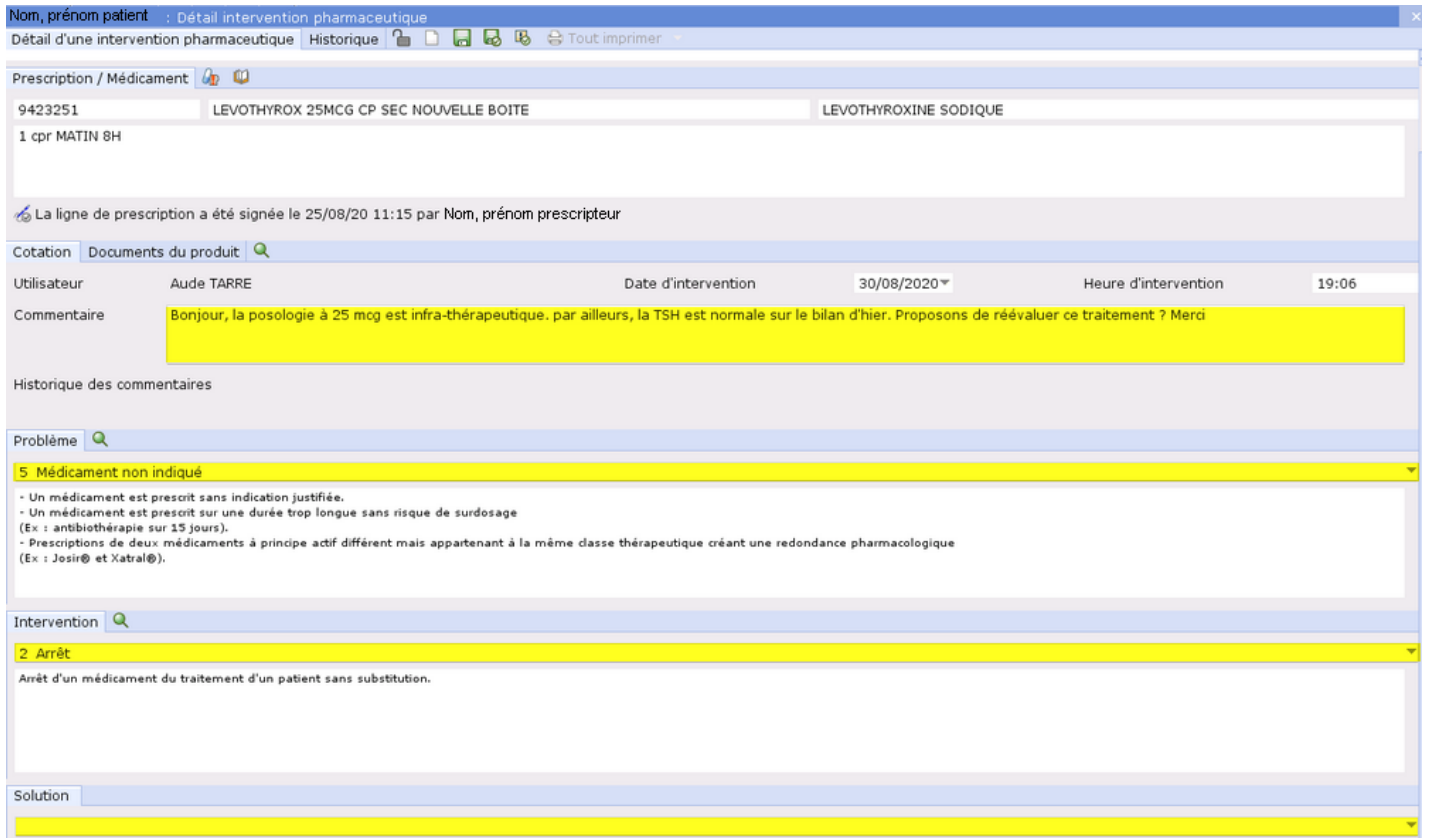 Nom, prénom patient : Détail intervention pharmaceutique
Détail d'une intervention pharmaceutique Historique Tout imprimer
Prescription / Médicament
9423251 LEVOTHYROX 25MCG CP SEC NOUVELLE BOITE LEVOTHYROXINE SODIQUE
1 cpr MATIN 8H
La ligne de prescription a été signée le 25/08/20 11:15 par Nom, prénom prescripteur
Cotation Documents du produit
Utilisateur Aude TARRE Date d'intervention 30/08/2020 Heure d'intervention 19:06
Commentaire Bonjour, la posologie à 25 mcg est infra-thérapeutique. par ailleurs, la TSH est normale sur le bilan d'hier. Proposons de réévaluer ce traitement ? Merci
Historique des commentaires
Problème
5 Médicament non indiqué
- Un médicament est prescrit sans indication justifiée.
- Un médicament est prescrit sur une durée trop longue sans risque de surdosage
(Ex : antibiothérapie sur 15 jours).
- Prescriptions de deux médicaments à principe actif différent mais appartenant à la même classe thérapeutique créant une redondance pharmacologique
(Ex : Josir® et Xatral®).
Intervention
2 Arrêt
Arrêt d'un médicament du traitement d'un patient sans substitution.
Solution